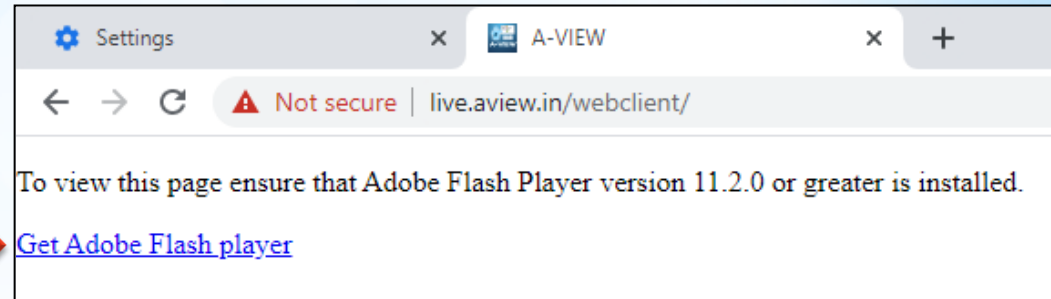 Settings
A-VIEW
Not secure live.aview.in/webclient/
To view this page ensure that Adobe Flash Player version 11.2.0 or greater is installed.
Get Adobe Flash player